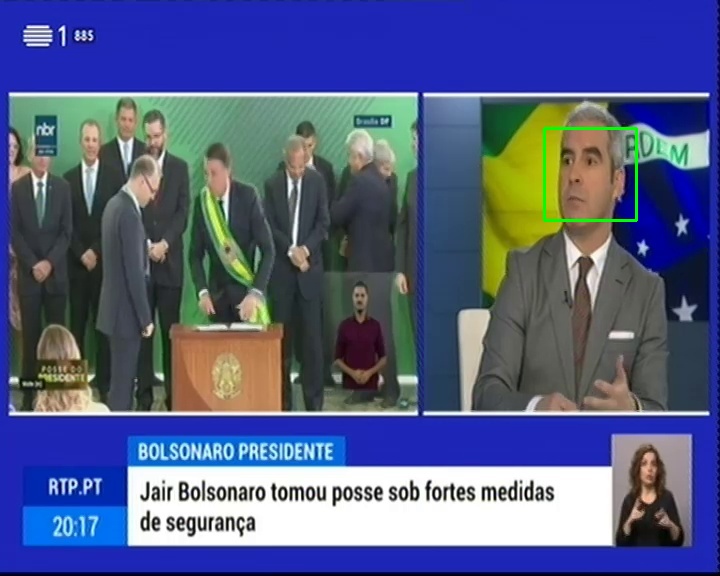 1 885
nbr
Brasília DF
ORDEM
POSSE DO
PRESIDENTE
BOLSONARO PRESIDENTE
RTP.PT
Jair Bolsonaro tomou posse sob fortes medidas
20:17
de segurança